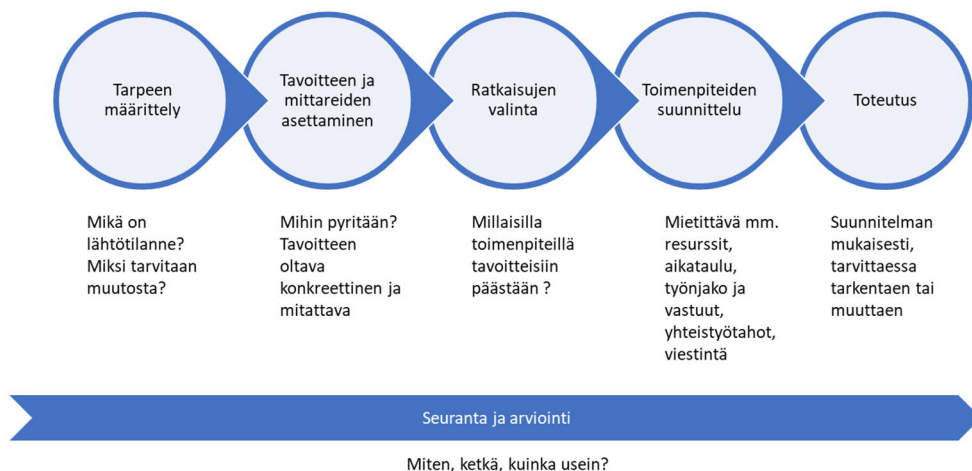 Tarpeen
määrittely
Tavoitteen ja
mittareiden
asettaminen
Ratkaisujen
valinta
Toimenpiteiden
suunnittelu
Toteutus
Mikä on
lähtötilanne?
Miksi tarvitaan
muutosta?
Mihin pyritään?
Tavoitteen
oltava
konkreettinen ja
mitattava
Millaisilla
toimenpiteillä
tavoitteisiin
päästään ?
Mietittävä mm.
resurssit,
aikataulu,
työnjako ja
vastuut,
yhteistyötahot,
viestintä
Suunnitelman
mukaisesti,
tarvittaessa
tarkentaen tai
muuttaen
Seuranta ja arviointi
Miten, ketkä, kuinka usein?